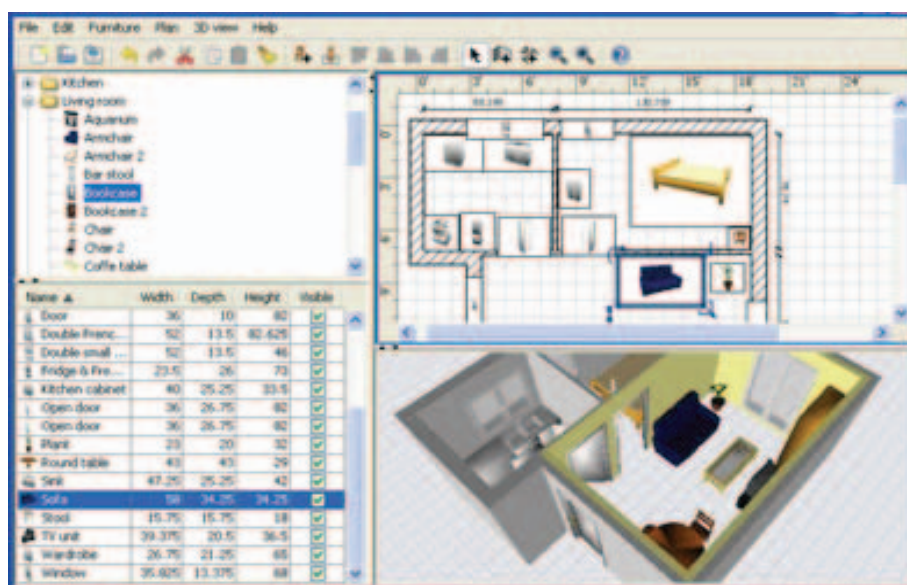 File Edit Furniture Plan 3D view Help
Kitchen
Living room
Aquarium
Armchair
Armchair 2
Bar stool
Bookcase
Bookcase 2
Chair
Chair 2
Coffe table
Name Width Depth Height Visible
Door 36 10 82
Double Frenc... 52 13.5 82.625
Double small ... 52 13.5 46
Fridge & Fre... 23.5 26 73
Kitchen cabinet 40 25.25 33.5
Open door 36 26.75 82
Open door 36 26.75 82
Plant 23 20 32
Round table 43 43 29
Sink 47.25 25.25 42
Sofa 58 34.25 34.25
Stool 15.75 15.75 18
TV unit 39.375 20.5 36.5
Wardrobe 26.75 21.25 65
Window 35.825 13.375 68
0' 3' 6' 9' 12' 15' 18' 21' 24'